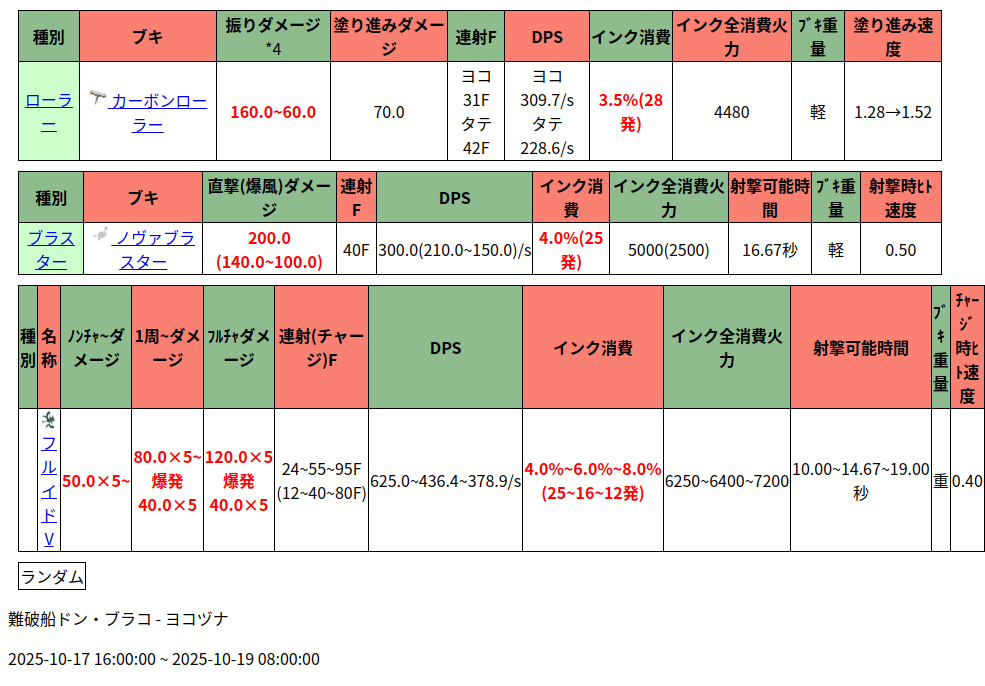 種別 ブキ 振りダメージ*4 塗り進みダメージ 連射F DPS インク消費 インク全消費火力 ﾌﾞｷ重量 塗り進み速度
ローラー カーボンローラー 160.0~60.0 70.0 ヨコ31Fタテ42F ヨコ309.7/sタテ228.6/s 3.5%(28発) 4480 軽 1.28→1.52
種別 ブキ 直撃(爆風)ダメージ 連射F DPS インク消費 インク全消費火力 射撃可能時間 ﾌﾞｷ重量 射撃時ﾋﾄ速度
ブラスター ノヴァブラスター 200.0(140.0~100.0) 40F 300.0(210.0~150.0)/s 4.0%(25発) 5000(2500) 16.67秒 軽 0.50
種別 名称 ﾉﾝﾁｬ~ダメージ 1周~ダメージ ﾌﾙﾁｬダメージ 連射(チャージ)F DPS インク消費 インク全消費火力 射撃可能時間 ﾌﾞｷ重量 ﾁｬｰｼﾞ時ﾋﾄ速度
フルイドV 50.0×5~ 80.0×5~爆発40.0×5 120.0×5爆発40.0×5 24~55~95F(12~40~80F) 625.0~436.4~378.9/s 4.0%~6.0%~8.0%(25~16~12発) 6250~6400~7200 10.00~14.67~19.00秒 重 0.40
ランダム
難破船ドン・ブラコ - ヨコヅナ
2025-10-17 16:00:00 ~ 2025-10-19 08:00:00